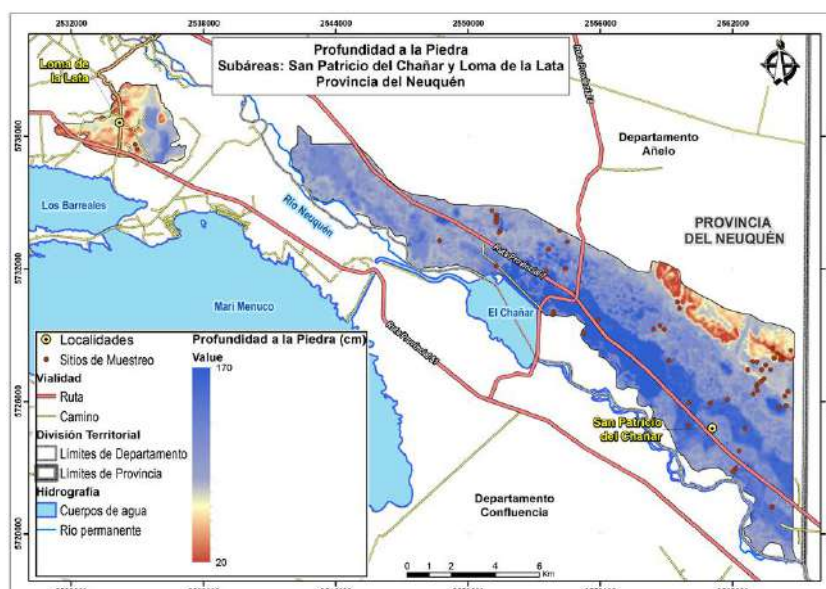 2532000
2538000
2544000
2550000
2556000
2562000
Profundidad a la Piedra
Subáreas: San Patricio del Chañar y Loma de la Lata
Provincia del Neuquén
Loma de
la Lata
5738000
Departamento
Añelo
Los Barreales
Río Neuquén
PROVINCIA
DEL NEUQUÉN
5732000
Mari Menuco
El Chañar
Localidades
Sitios de Muestreo
Vialidad
Ruta
Camino
División Territorial
Límites de Departamento
Límites de Provincia
Hidrografía
Cuerpos de agua
Río permanente
Profundidad a la Piedra (cm)
Value
170
20
5726000
San Patricio
del Chañar
Departamento
Confluencia
5720000
0 1 2 4 6
Km